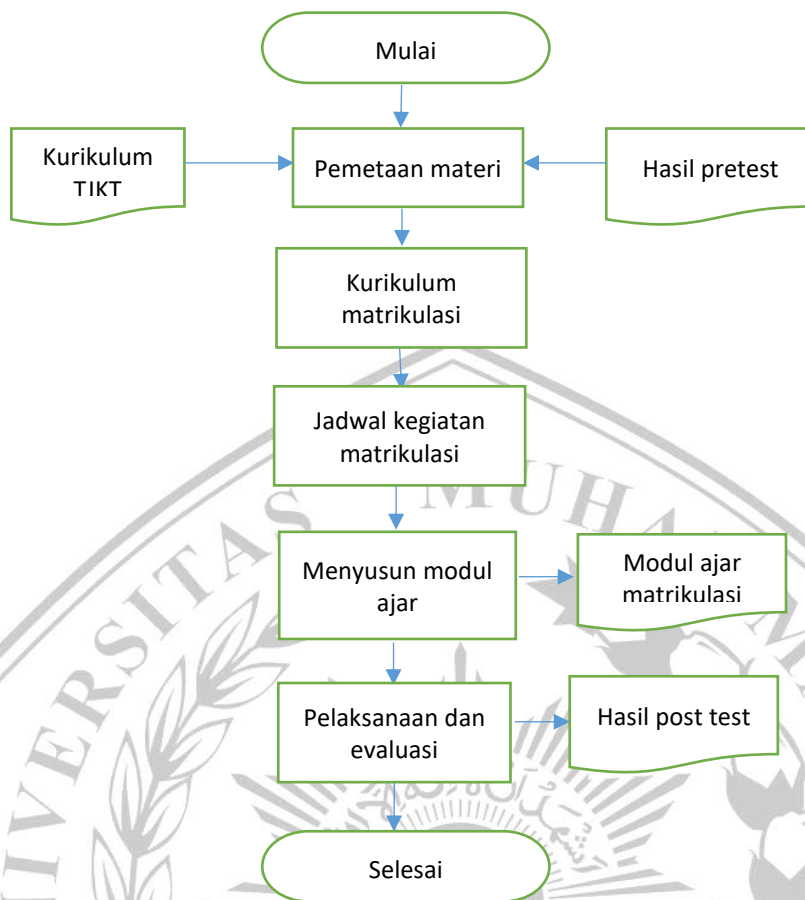 Mulai
Kurikulum
TIKT
Pemetaan materi
Hasil pretest
Kurikulum
matrikulasi
Jadwal kegiatan
matrikulasi
Menyusun modul
ajar
Modul ajar
matrikulasi
Pelaksanaan dan
evaluasi
Hasil post test
Selesai